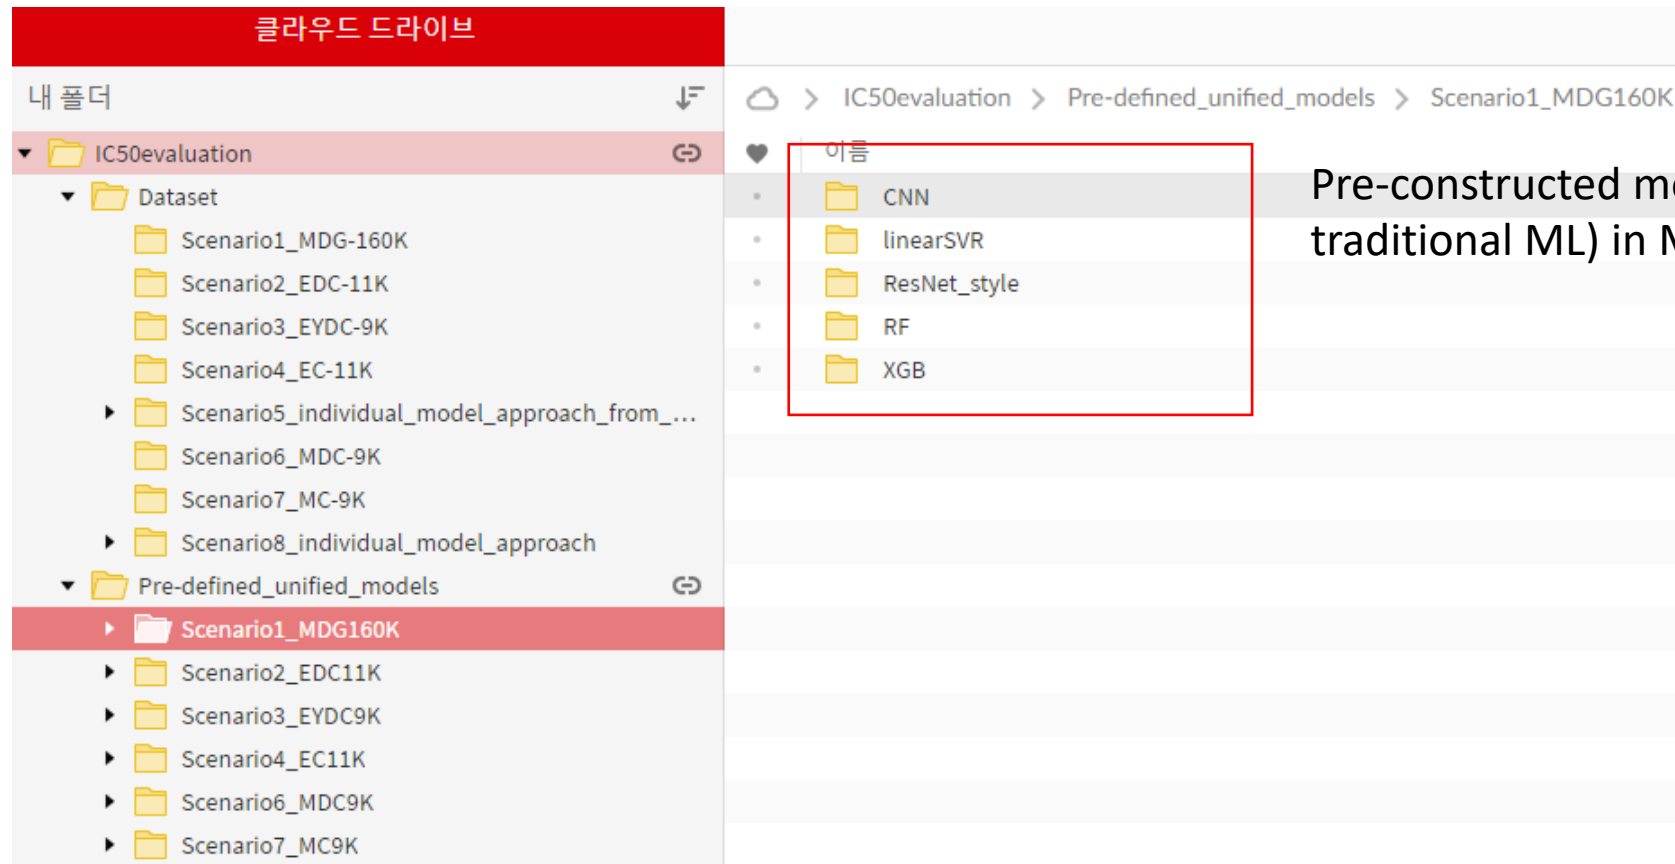 클라우드 드라이브
내 폴더
IC50evaluation
Dataset
Scenario1_MDG-160K
Scenario2_EDC-11K
Scenario3_EYDC-9K
Scenario4_EC-11K
Scenario5_individual_model_approach_from_...
Scenario6_MDC-9K
Scenario7_MC-9K
Scenario8_individual_model_approach
Pre-defined_unified_models
Scenario1_MDG160K
Scenario2_EDC11K
Scenario3_EYDC9K
Scenario4_EC11K
Scenario6_MDC9K
Scenario7_MC9K
IC50evaluation > Pre-defined_unified_models > Scenario1_MDG160K
이름
CNN
linearSVR
ResNet_style
RF
XGB
Pre-constructed
traditional ML) in